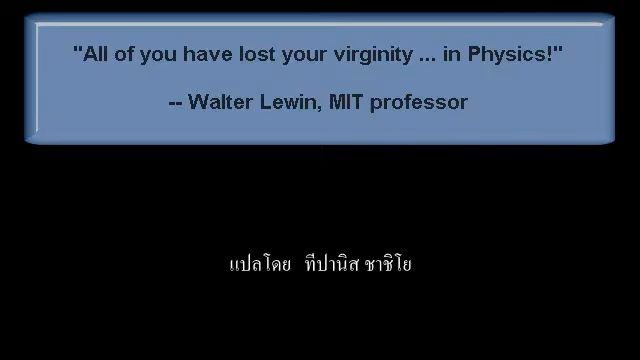 "All of you have lost your virginity ... in Physics!"
-- Walter Lewin, MIT professor
แปลโดย ทีปานิส ชาชิโย